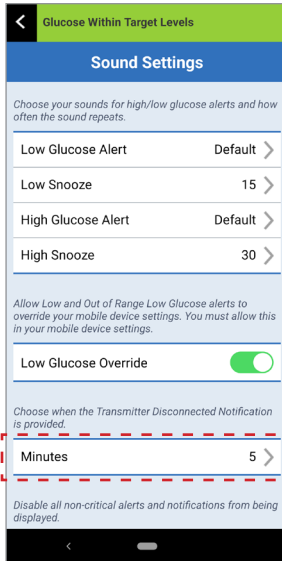 Glucose Within Target Levels
Sound Settings
Choose your sounds for high/low glucose alerts and how
often the sound repeats.
Low Glucose Alert Default
Low Snooze 15
High Glucose Alert Default
High Snooze 30
Allow Low and Out of Range Low Glucose alerts to
override your mobile device settings. You must allow this
in your mobile device settings.
Low Glucose Override
Choose when the Transmitter Disconnected Notification
is provided.
Minutes 5
Disable all non-critical alerts and notifications from being
displayed.